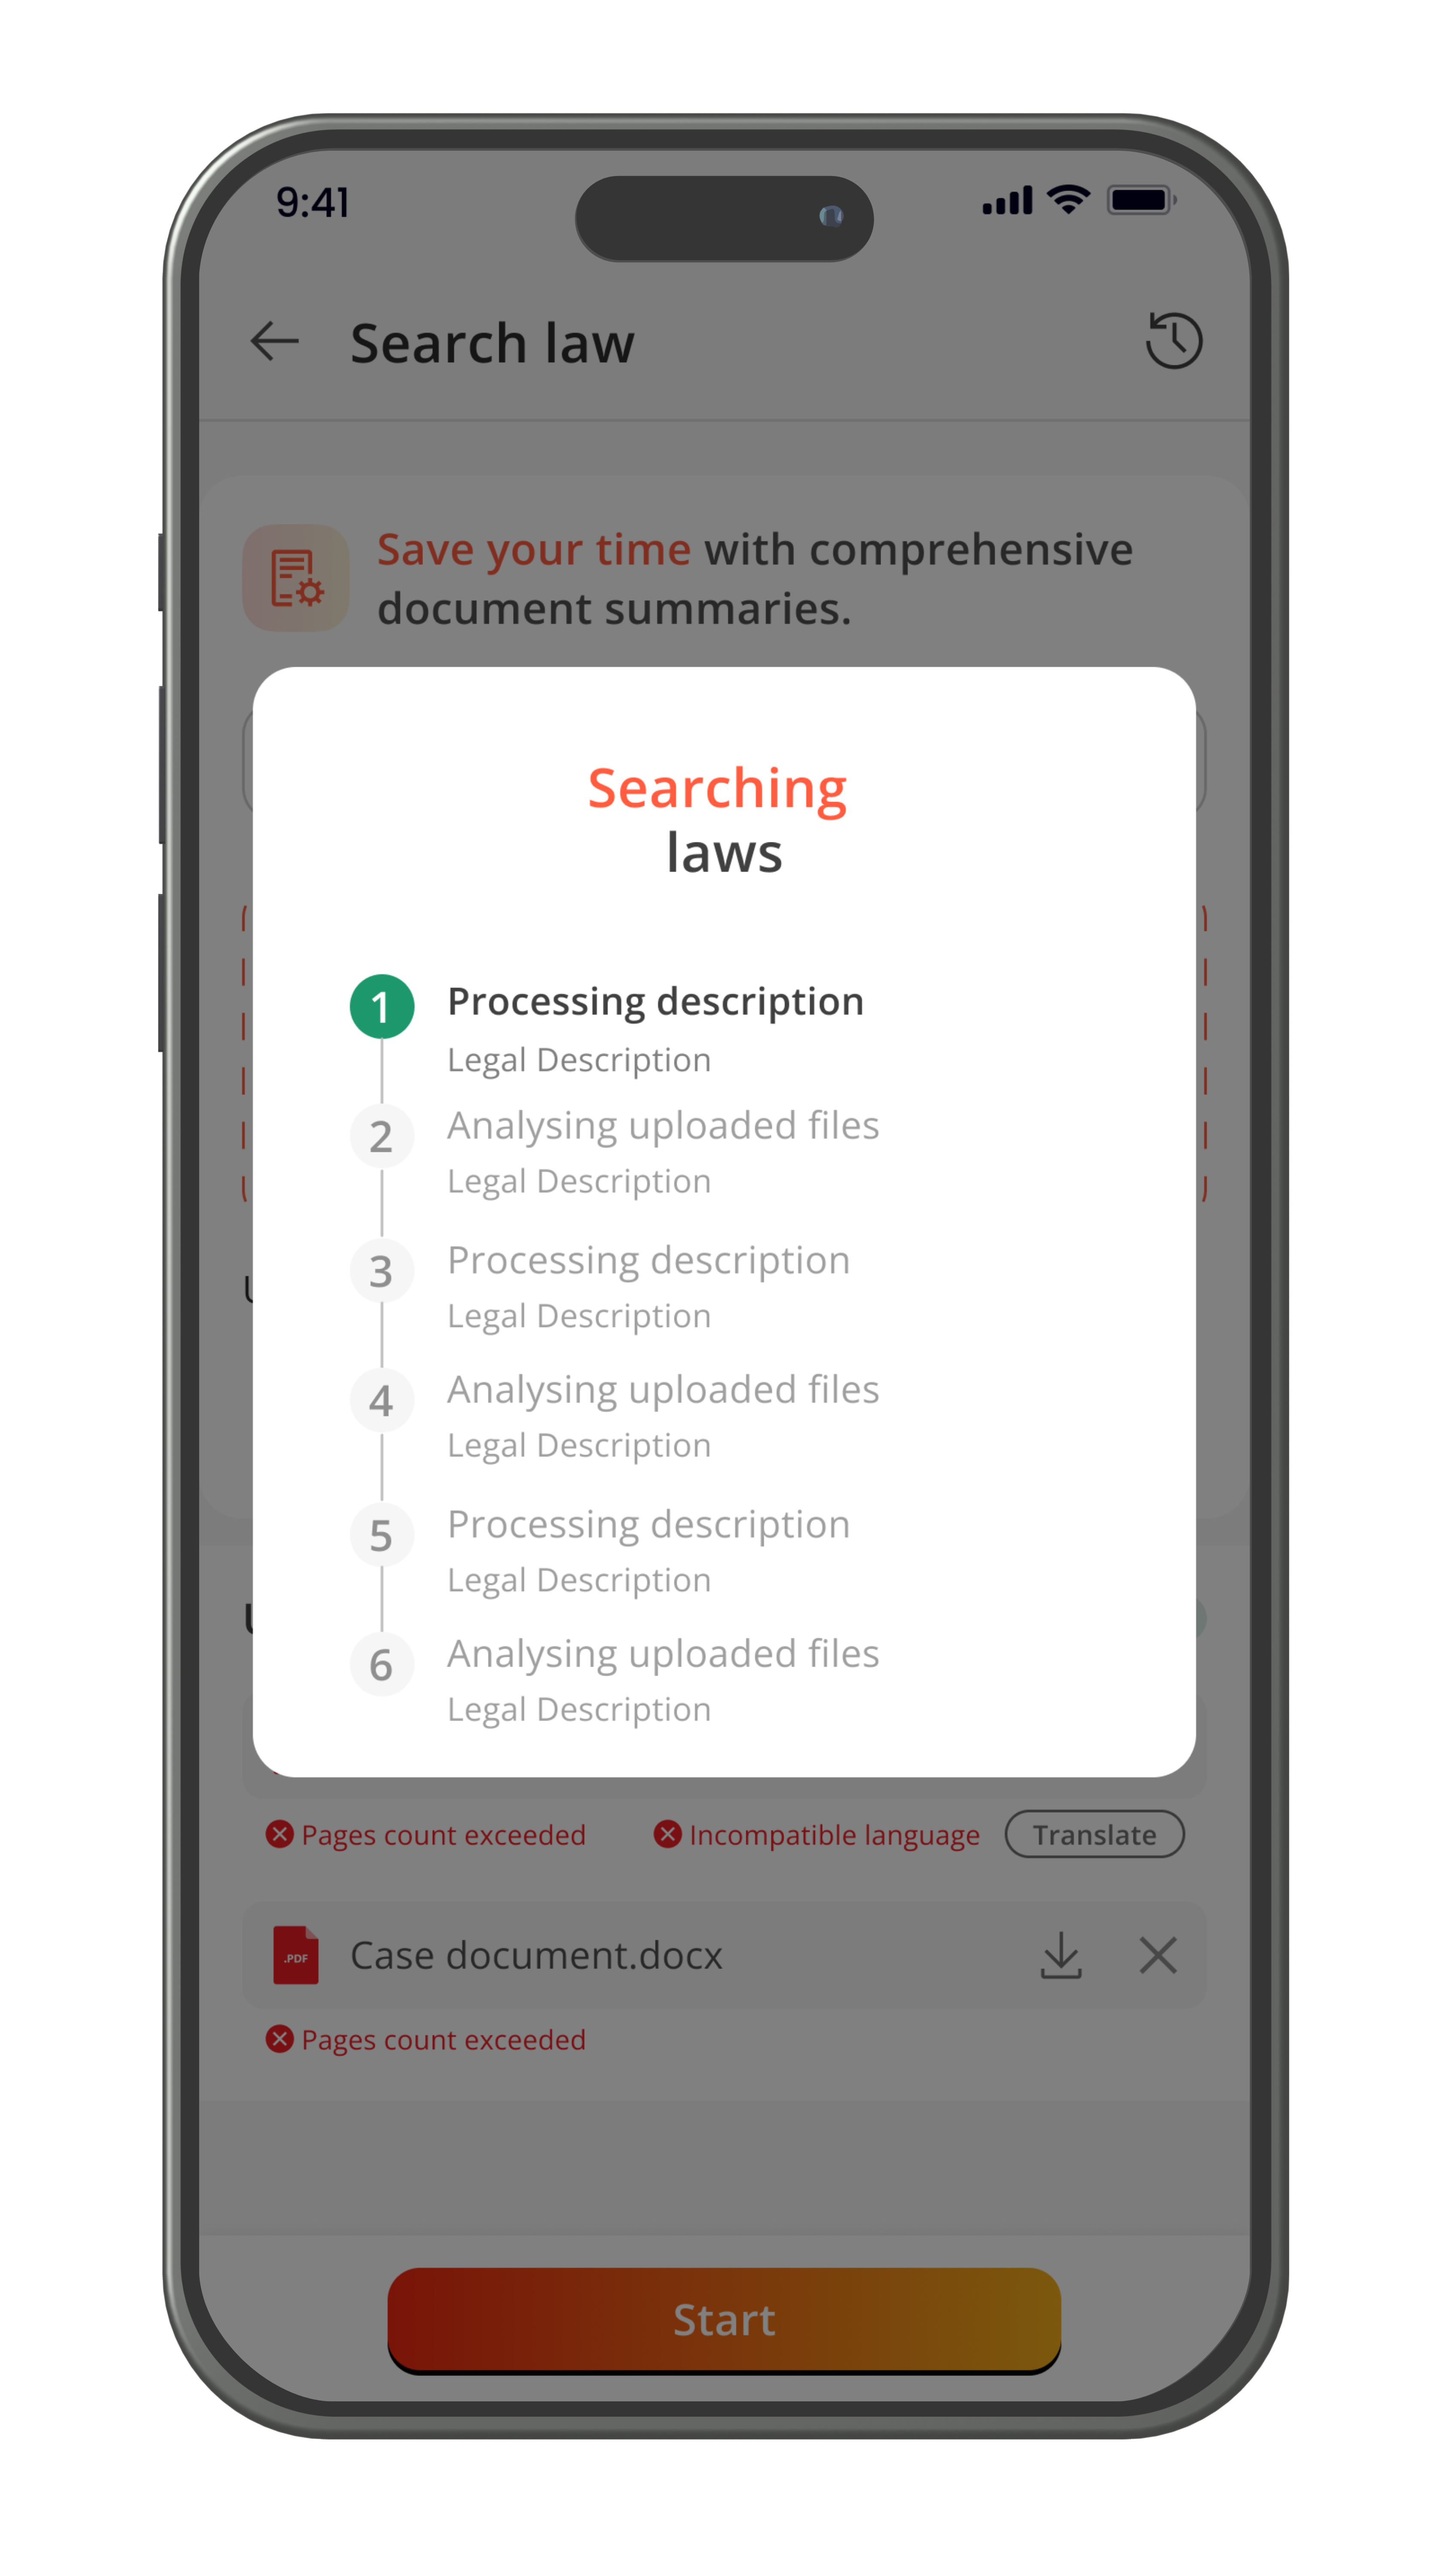 9:41
Search law
Save your time with comprehensive
document summaries.
Searching
laws
1 Processing description
Legal Description
2 Analysing uploaded files
Legal Description
3 Processing description
Legal Description
4 Analysing uploaded files
Legal Description
5 Processing description
Legal Description
6 Analysing uploaded files
Legal Description
Pages count exceeded Incompatible language Translate
.PDF Case document.docx
Pages count exceeded
Start